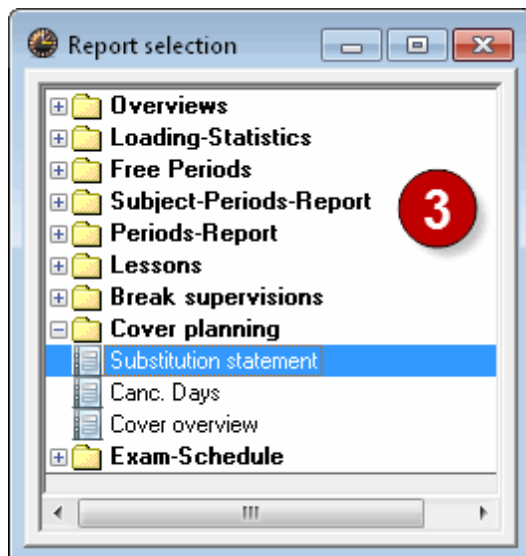 Report selection
Overviews
Loading-Statistics
Free Periods
Subject-Periods-Report
3
Periods-Report
Lessons
Break supervisions
Cover planning
Substitution statement
Canc. Days
Cover overview
Exam-Schedule